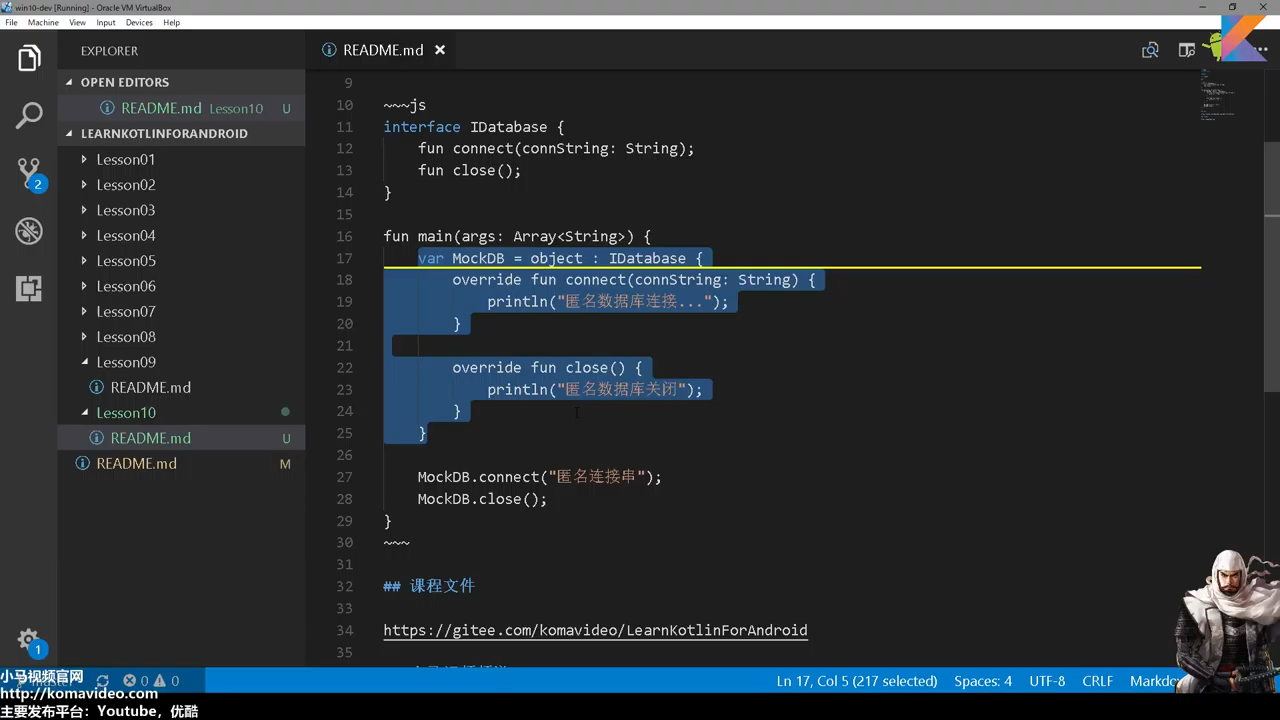 win10-dev [Running] - Oracle VM VirtualBox
File Machine View Input Devices Help
EXPLORER
OPEN EDITORS
README.md Lesson10 U
LEARNKOTLINFORANDROID
Lesson01
Lesson02
Lesson03
Lesson04
Lesson05
Lesson06
Lesson07
Lesson08
Lesson09
README.md
Lesson10
README.md U
README.md M
2
1
README.md
9
10 ~~~js
11 interface IDatabase {
12 fun connect(connString: String);
13 fun close();
14 }
15
16 fun main(args: Array<String>) {
17 var MockDB = object : IDatabase {
18 override fun connect(connString: String) {
19 println("匿名数据库连接...");
20 }
21
22 override fun close() {
23 println("匿名数据库关闭");
24 }
25 }
26
27 MockDB.connect("匿名连接串");
28 MockDB.close();
29 }
30 ~~~
31
32 ## 课程文件
33
34 https://gitee.com/komavideo/LearnKotlinForAndroid
35
0 0
Ln 17, Col 5 (217 selected) Spaces: 4 UTF-8 CRLF Markdo
小马视频官网
http://komavideo.com
主要发布平台：Youtube，优酷